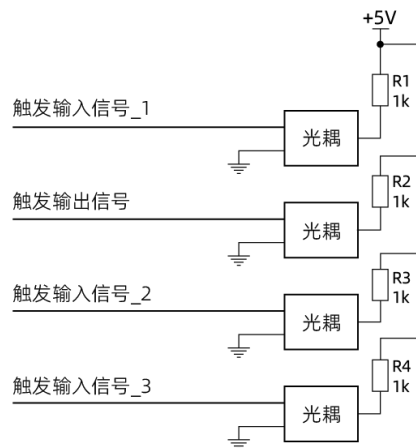 +5V
R1
1k
触发输入信号_1
光耦
R2
1k
触发输出信号
光耦
R3
1k
触发输入信号_2
光耦
R4
1k
触发输入信号_3
光耦